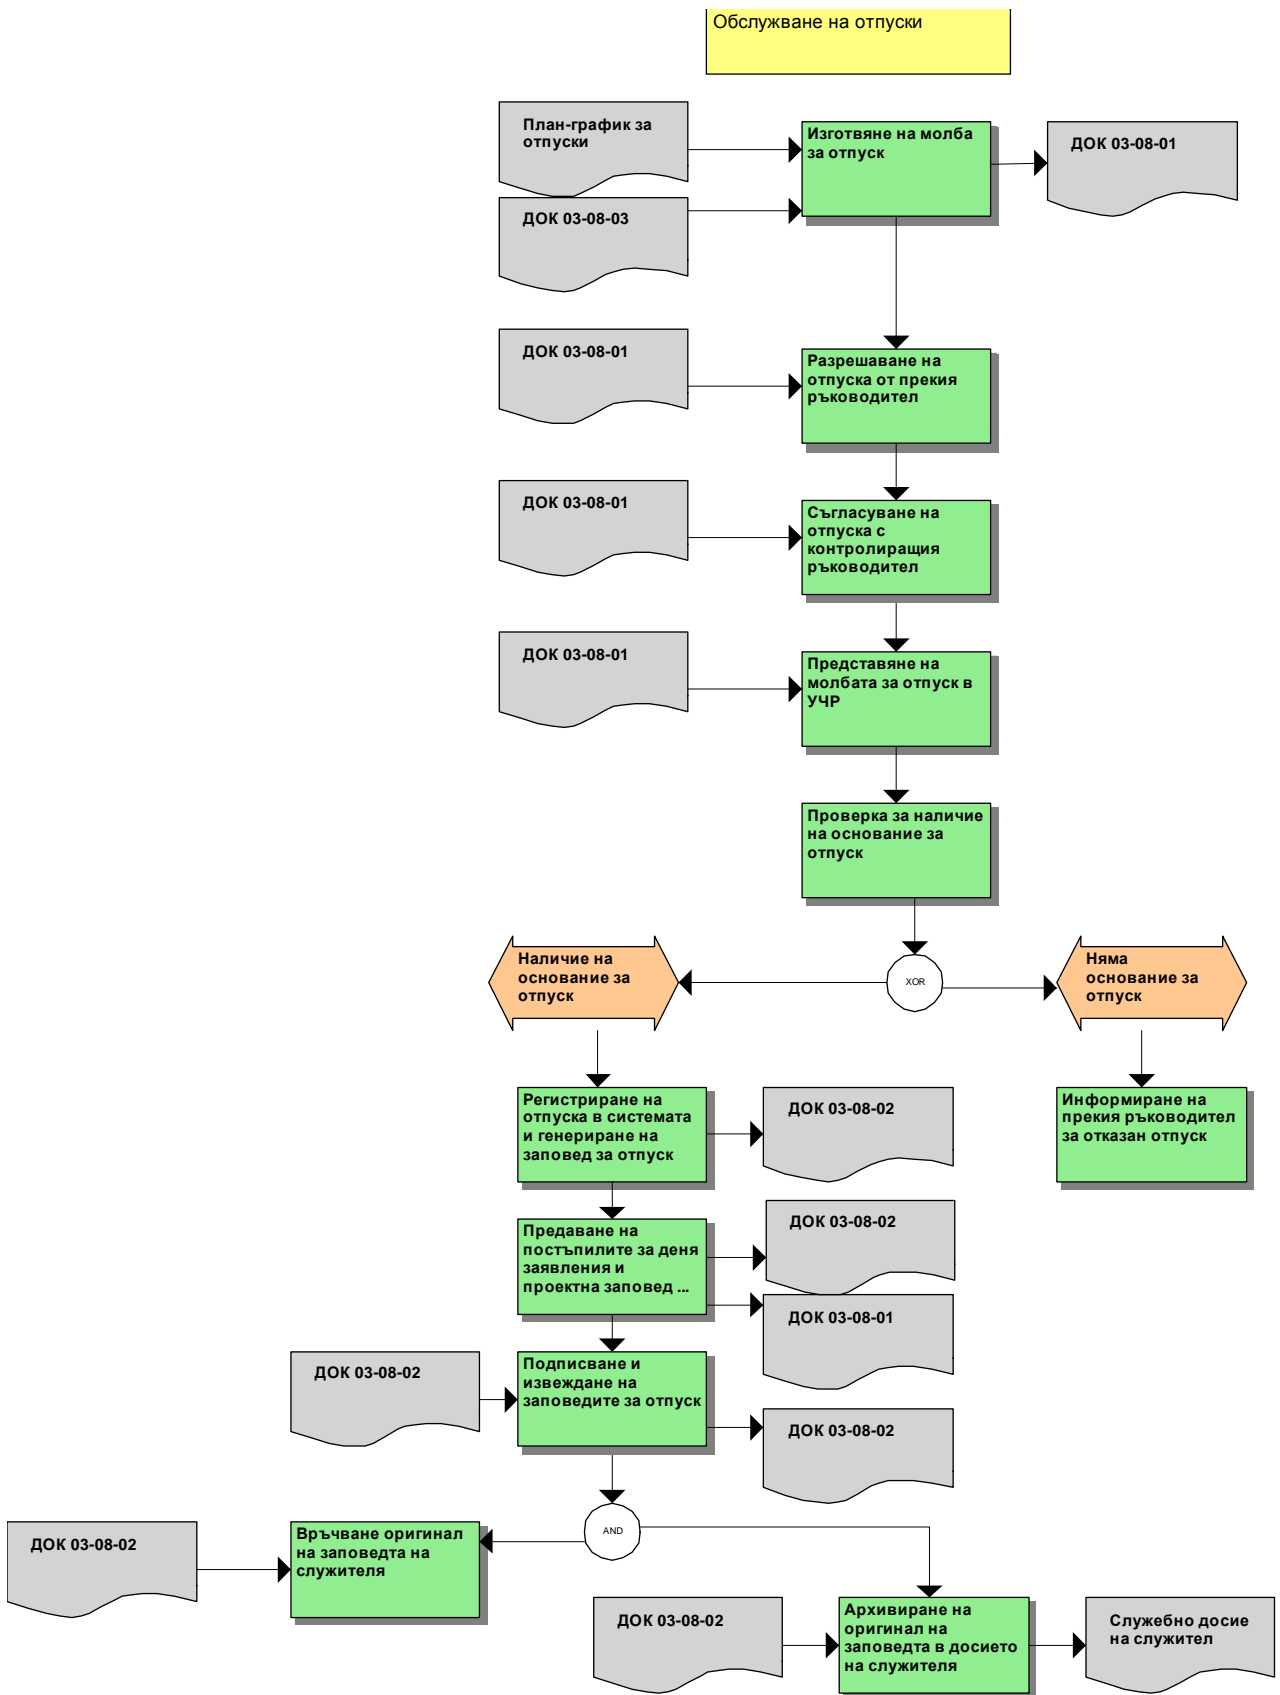 Обслужване на отпуски
План-график за
отпуски
Изготвяне на молба
за отпуск
ДОК 03-08-01
ДОК 03-08-03
ДОК 03-08-01
Разрешаване на
отпуска от прекия
ръководител
ДОК 03-08-01
Съгласуване на
отпуска с
контролиращия
ръководител
ДОК 03-08-01
Представяне на
молбата за отпуск в
УЧР
Проверка за наличие
на основание за
отпуск
Наличие на
основание за
отпуск
XOR
Няма
основание за
отпуск
Регистриране на
отпуска в системата
и генериране на
заповед за отпуск
ДОК 03-08-02
Информиране на
прекия ръководител
за отказан отпуск
Предаване на
постъпилите за деня
заявления и
проектна заповед ...
ДОК 03-08-02
ДОК 03-08-01
ДОК 03-08-02
Подписване и
извеждане на
заповедите за отпуск
ДОК 03-08-02
AND
ДОК 03-08-02
Връчване оригинал
на заповедта на
служителя
ДОК 03-08-02
Архивиране на
оригинал на
заповедта в досието
на служителя
Служебно досие
на служител